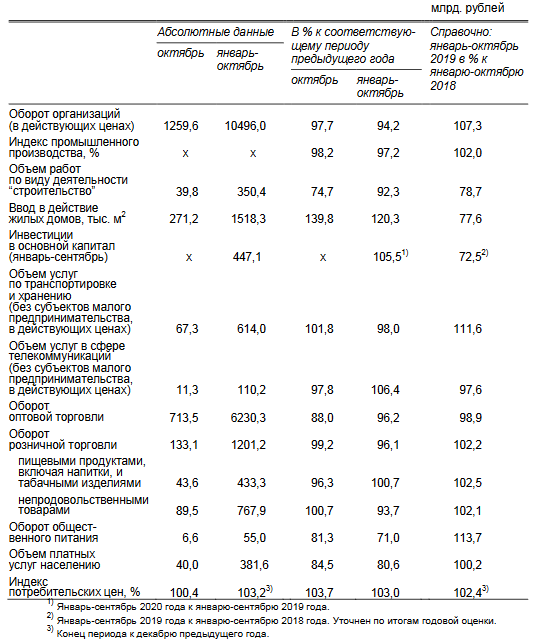 млрд. рублей
Абсолютные данные В % к соответствую- Справочно:
щему периоду январь-октябрь
октябрь январь- предыдущего года 2019 в % к
октябрь октябрь январь- январю-октябрю
октябрь 2018
Оборот организаций
(в действующих ценах) 1259,6 10496,0 97,7 94,2 107,3
Индекс промышленного
производства, % x x 98,2 97,2 102,0
Объем работ
по виду деятельности
“строительство” 39,8 350,4 74,7 92,3 78,7
Ввод в действие
жилых домов, тыс. м2 271,2 1518,3 139,8 120,3 77,6
Инвестиции
в основной капитал
(январь-сентябрь) x 447,1 x 105,51) 72,52)
Объем услуг
по транспортировке
и хранению
(без субъектов малого
предпринимательства,
в действующих ценах) 67,3 614,0 101,8 98,0 111,6
Объем услуг в сфере
телекоммуникаций
(без субъектов малого
предпринимательства,
в действующих ценах) 11,3 110,2 97,8 106,4 97,6
Оборот
оптовой торговли 713,5 6230,3 88,0 96,2 98,9
Оборот
розничной торговли 133,1 1201,2 99,2 96,1 102,2
пищевыми продуктами,
включая напитки, и
табачными изделиями 43,6 433,3 96,3 100,7 102,5
непродовольственными
товарами 89,5 767,9 100,7 93,7 102,1
Оборот общест-
венного питания 6,6 55,0 81,3 71,0 113,7
Объем платных
услуг населению 40,0 381,6 84,5 80,6 100,2
Индекс
потребительских цен, % 100,4 103,23) 103,7 103,0 102,43)
1) Январь-сентябрь 2020 года к январю-сентябрю 2019 года.
2) Январь-сентябрь 2019 года к январю-сентябрю 2018 года. Уточнен по итогам годовой оценки.
3) Конец периода к декабрю предыдущего года.